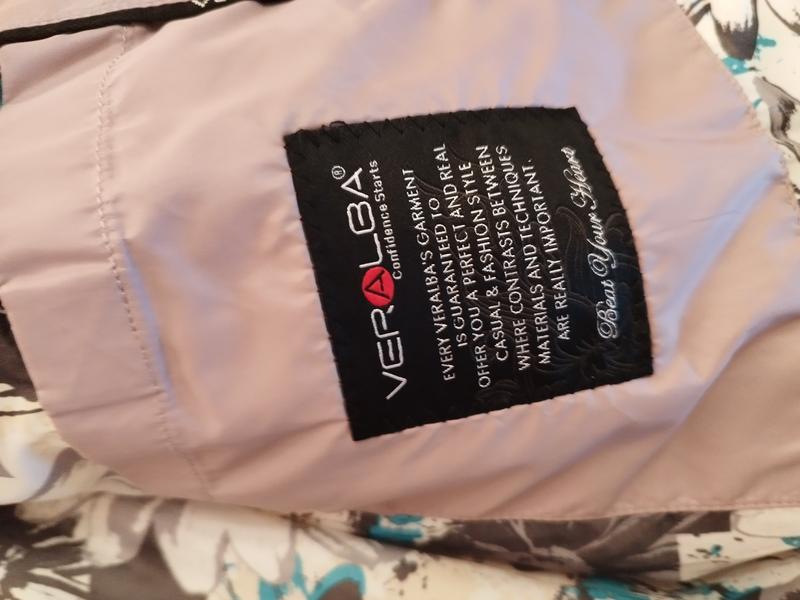 VERALBA®
Confidence Starts
EVERY VERALBA'S GARMENT
IS GUARANTEED TO
OFFER YOU A PERFECT AND REAL
CASUAL & FASHION STYLE
WHERE CONTRASTS BETWEEN
MATERIALS AND TECHNIQUES
ARE REALLY IMPORTANT.
Beat Your Heart